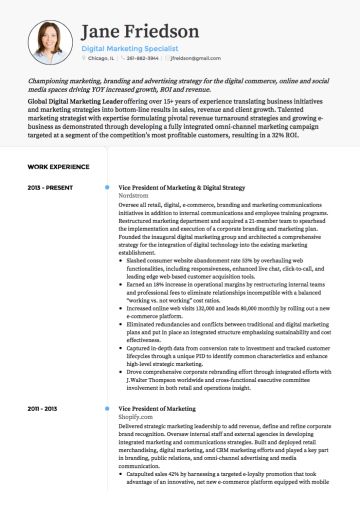 Jane Friedson
Digital Marketing Specialist
Chicago, IL 281-882-3944 jfreidson@gmail.com
Championing marketing, branding and advertising strategy for the digital commerce, online and social
media spaces driving YOY increased growth, ROI and revenue.
Global Digital Marketing Leader offering over 15+ years of experience translating business initiatives
and marketing strategies into bottom-line results in sales, revenue and client growth. Talented
marketing strategist with expertise formulating pivotal revenue turnaround strategies and growing e-
business as demonstrated through developing a fully integrated omni-channel marketing campaign
targeted at a segment of the competition's most profitable customers, resulting in a 32% ROI.
WORK EXPERIENCE
2013 - PRESENT
Vice President of Marketing & Digital Strategy
Nordstrom
Oversee all retail, digital, e-commerce, branding and marketing communications
initiatives in addition to internal communications and employee training programs.
Restructured marketing department and acquired a 21-member team to spearhead
the implementation and execution of a corporate branding and marketing plan.
Founded the inaugural digital marketing group and architected a comprehensive
strategy for the integration of digital technology into the existing marketing
establishment.
• Slashed consumer website abandonment rate 53% by overhauling web
functionalities, including responsiveness, enhanced live chat, click-to-call, and
leading edge web based customer acquisition tools.
• Earned an 18% increase in operational margins by restructuring internal teams
and professional fees to eliminate relationships incompatible with a balanced
"working vs. not working" cost ratios.
• Increased online web visits 132,000 and leads 80,000 monthly by rolling out a new
e-commerce platform.
• Eliminated redundancies and conflicts between traditional and digital marketing
plans and put in place an integrated structure emphasising sustainability and cost
effectiveness.
• Captured in-depth data from conversion rate to investment and tracked customer
lifecycles through a unique PID to identify common characteristics and enhance
high-level strategic marketing.
• Drove comprehensive corporate rebranding effort through integrated efforts with
J.Walter Thompson worldwide and cross-functional executive committee
involvement in both retail and operations insight.
2011 - 2013
Vice President of Marketing
Shopify.com
Delivered strategic marketing leadership to add revenue, define and refine corporate
brand recognition. Oversaw internal staff and external agencies in developing
integrated marketing and communications strategies. Built and deployed retail
merchandising, digital marketing, and CRM marketing efforts and played a key part
in branding, public relations, and omni-channel advertising and media
communication.
• Catapulted sales 42% by harnessing a targeted e-loyalty promotion that took
advantage of an innovative, net new e-commerce platform equipped with mobile